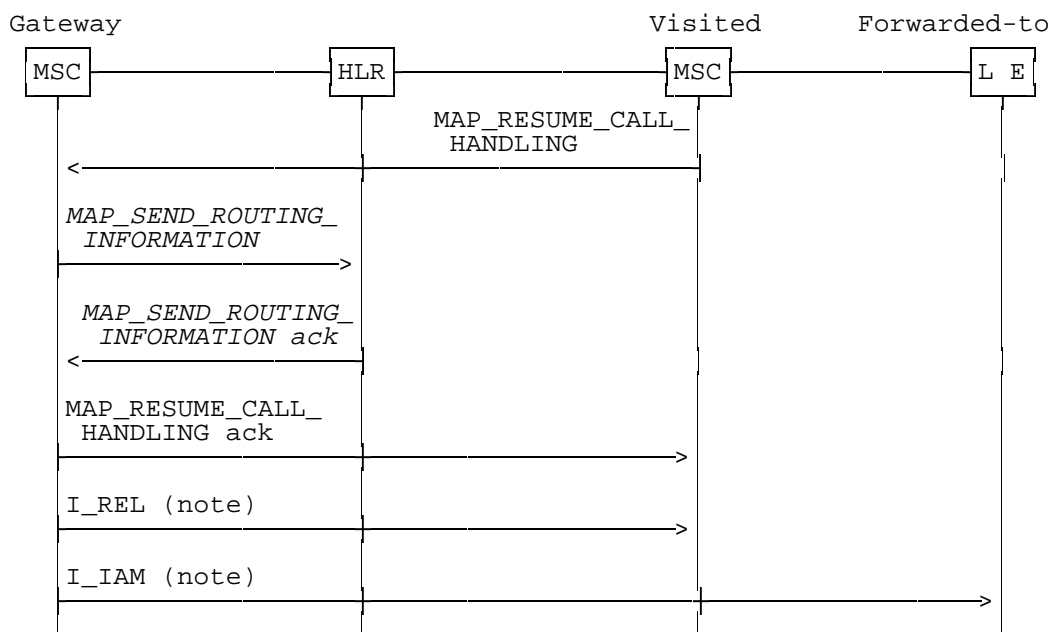 Gateway Visited Forwarded-to
MSC HLR MSC L E
MAP_RESUME_CALL_
HANDLING
MAP_SEND_ROUTING_
INFORMATION
MAP_SEND_ROUTING_
INFORMATION ack
MAP_RESUME_CALL_
HANDLING ack
I_REL (note)
I_IAM (note)